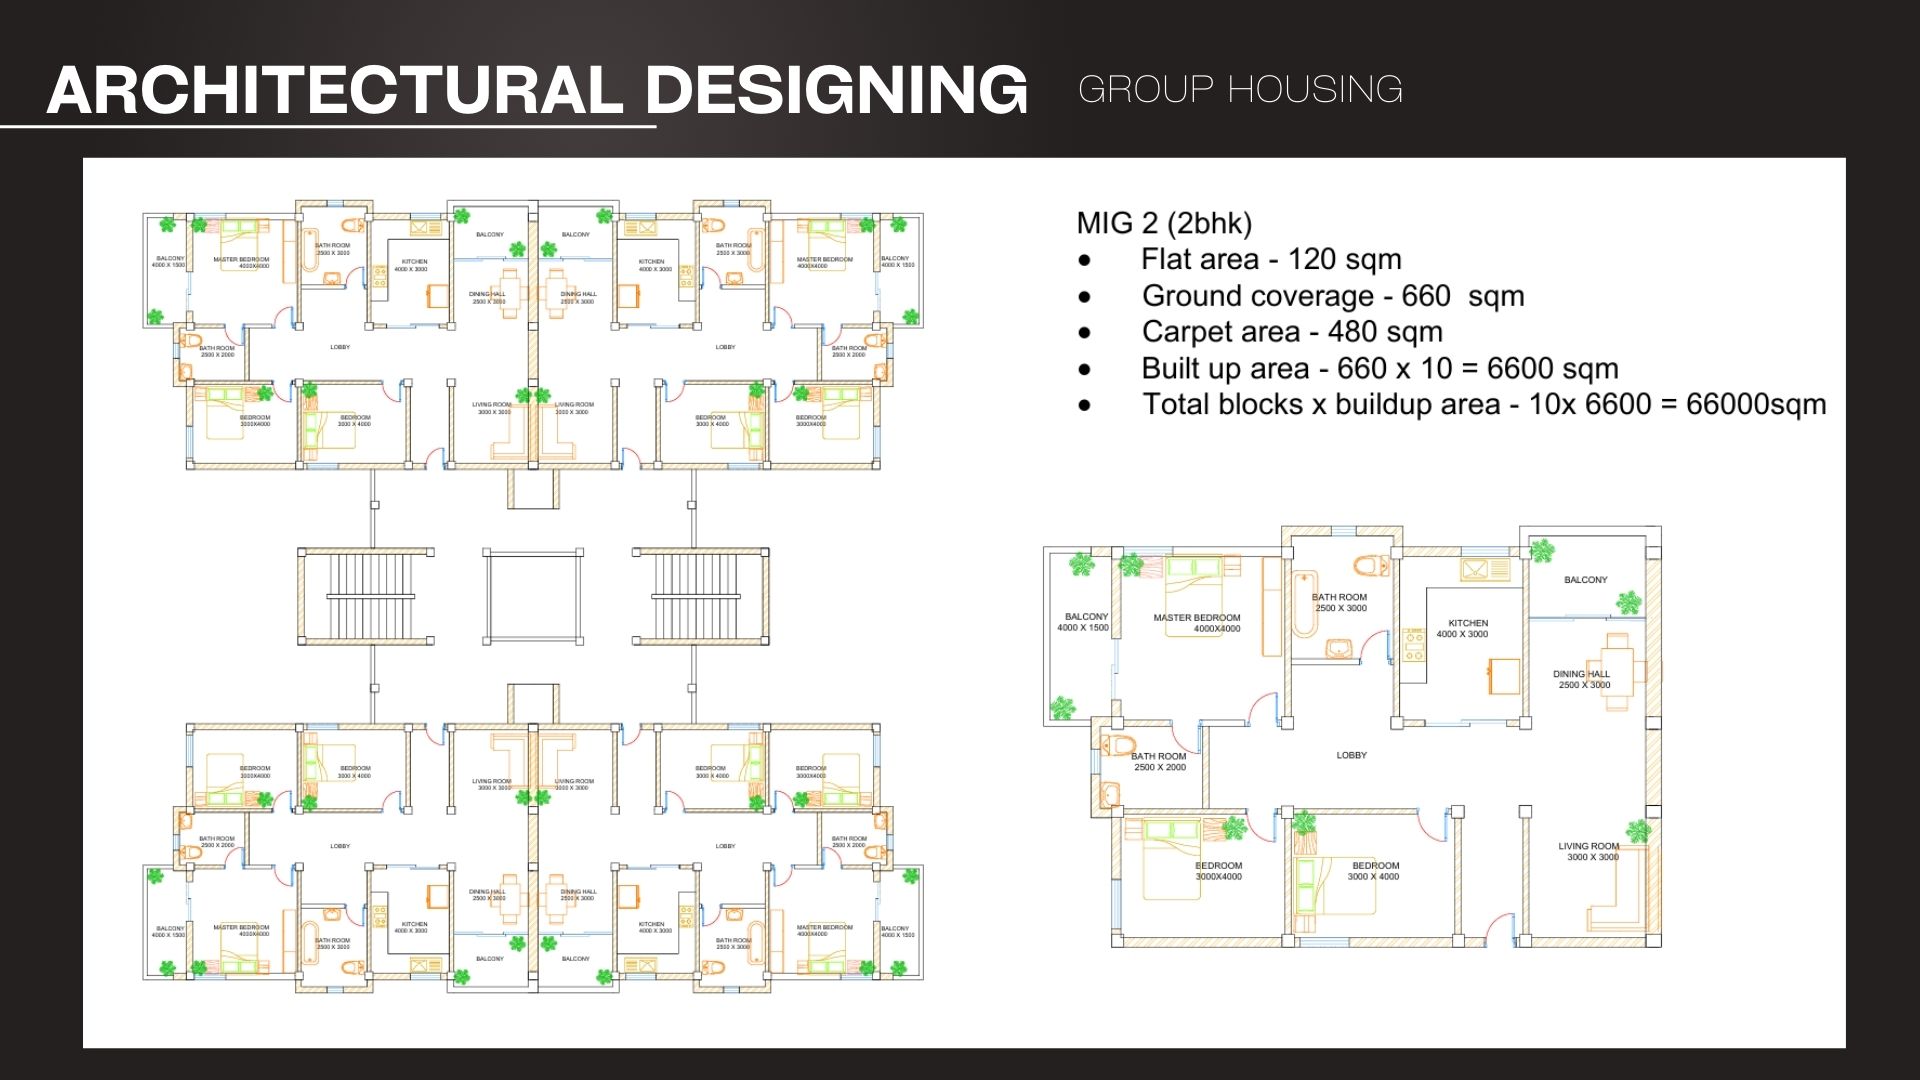 ARCHITECTURAL DESIGNING
GROUP HOUSING
MIG 2 (2bhk)
• Flat area - 120 sqm
• Ground coverage - 660 sqm
• Carpet area - 480 sqm
• Built up area - 660 x 10 = 6600 sqm
• Total blocks x buildup area - 10x 6600 = 66000sqm
BALCONY
4000 X 1500
MASTER BEDROOM
4000X4000
BATH ROOM
2500 X 3000
KITCHEN
4000 X 3000
BALCONY
DINING HALL
2500 X 3000
BALCONY
DINING HALL
2500 X 3000
KITCHEN
4000 X 3000
BATH ROOM
2500 X 3000
MASTER BEDROOM
4000X4000
BALCONY
4000 X 1500
BATH ROOM
2500 X 2000
LOBBY
LOBBY
BATH ROOM
2500 X 2000
BEDROOM
3000X4000
BEDROOM
3000 X 4000
LIVING ROOM
3000 X 3000
LIVING ROOM
3000 X 3000
BEDROOM
3000 X 4000
BEDROOM
3000X4000
BEDROOM
3000X4000
BEDROOM
3000 X 4000
LIVING ROOM
3000 X 3000
LIVING ROOM
3000 X 3000
BEDROOM
3000 X 4000
BEDROOM
3000X4000
BATH ROOM
2500 X 2000
LOBBY
LOBBY
BATH ROOM
2500 X 2000
BALCONY
4000 X 1500
MASTER BEDROOM
4000X4000
BATH ROOM
2500 X 3000
KITCHEN
4000 X 3000
DINING HALL
2500 X 3000
BALCONY
DINING HALL
2500 X 3000
BALCONY
KITCHEN
4000 X 3000
BATH ROOM
2500 X 3000
MASTER BEDROOM
4000X4000
BALCONY
4000 X 1500
BALCONY
4000 X 1500
MASTER BEDROOM
4000X4000
BATH ROOM
2500 X 3000
KITCHEN
4000 X 3000
BALCONY
DINING HALL
2500 X 3000
BATH ROOM
2500 X 2000
LOBBY
BEDROOM
3000X4000
BEDROOM
3000 X 4000
LIVING ROOM
3000 X 3000